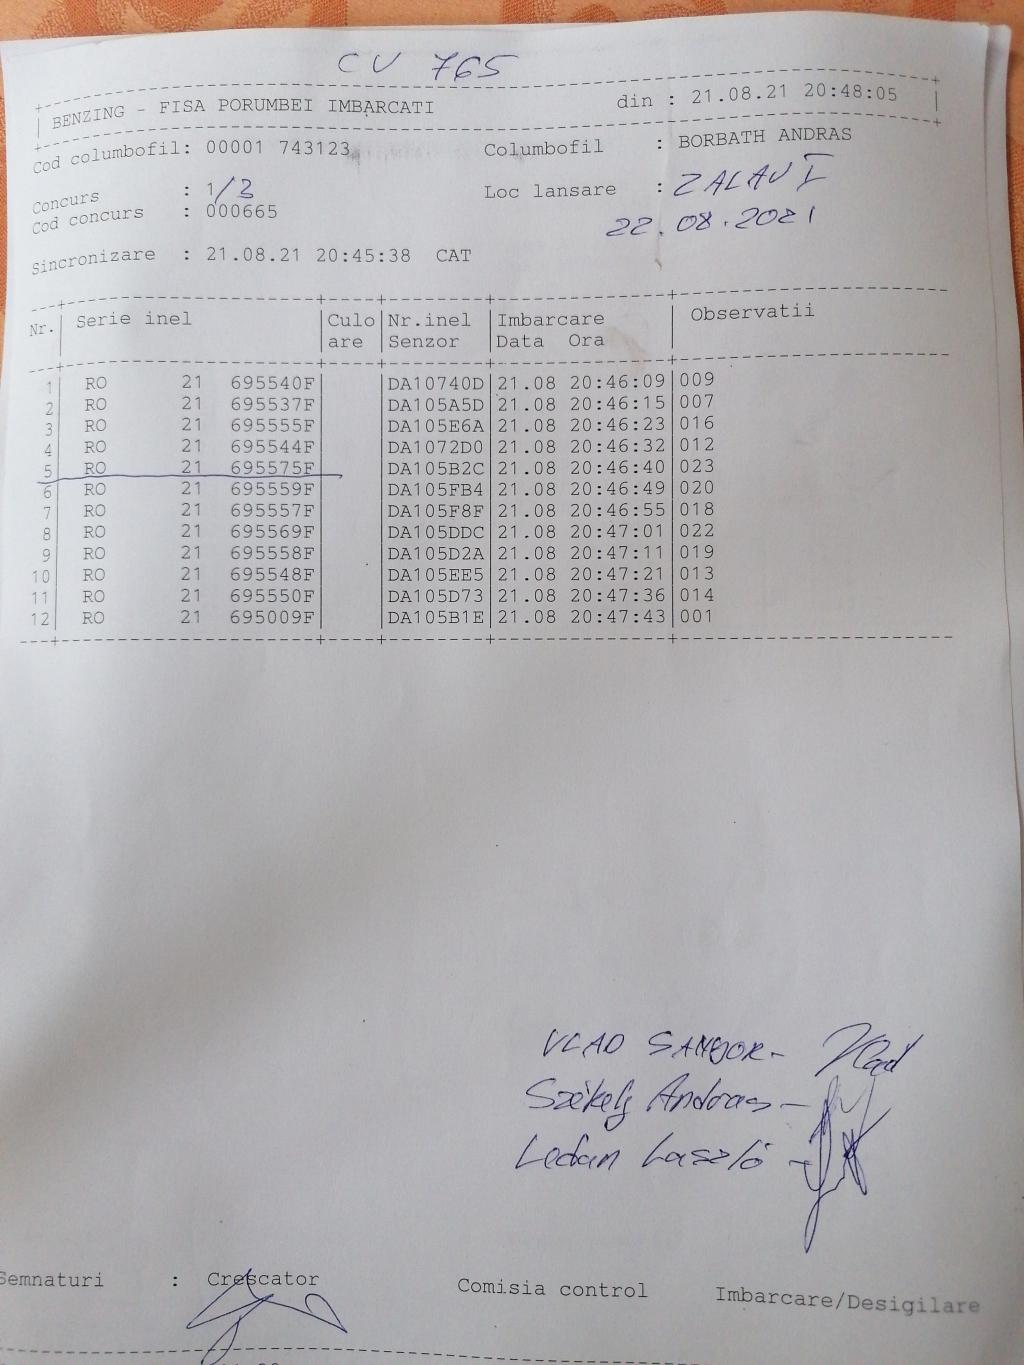 CU 765
BENZING - FISA PORUMBEI IMBARCATI din : 21.08.21 20:48:05
Cod columbofil: 00001 743123 Columbofil : BORBATH ANDRAS
Concurs : 1/3 Loc lansare : ZALAU I
Cod concurs : 000665 22.08.2021
Sincronizare : 21.08.21 20:45:38 CAT
Nr. Serie inel Culo Nr.inel Imbarcare Observatii
are Senzor Data Ora
1 RO 21 695540F DA10740D 21.08 20:46:09 009
2 RO 21 695537F DA105A5D 21.08 20:46:15 007
3 RO 21 695555F DA105E6A 21.08 20:46:23 016
4 RO 21 695544F DA1072D0 21.08 20:46:32 012
5 RO 21 695575F DA105B2C 21.08 20:46:40 023
6 RO 21 695559F DA105FB4 21.08 20:46:49 020
7 RO 21 695557F DA105F8F 21.08 20:46:55 018
8 RO 21 695569F DA105DDC 21.08 20:47:01 022
9 RO 21 695558F DA105D2A 21.08 20:47:11 019
10 RO 21 695548F DA105EE5 21.08 20:47:21 013
11 RO 21 695550F DA105D73 21.08 20:47:36 014
12 RO 21 695009F DA105B1E 21.08 20:47:43 001
VLAD SANDOR - Vlad
Székely Andras -
Ledan László -
Semnaturi : Crescator Comisia control Imbarcare/Desigilare